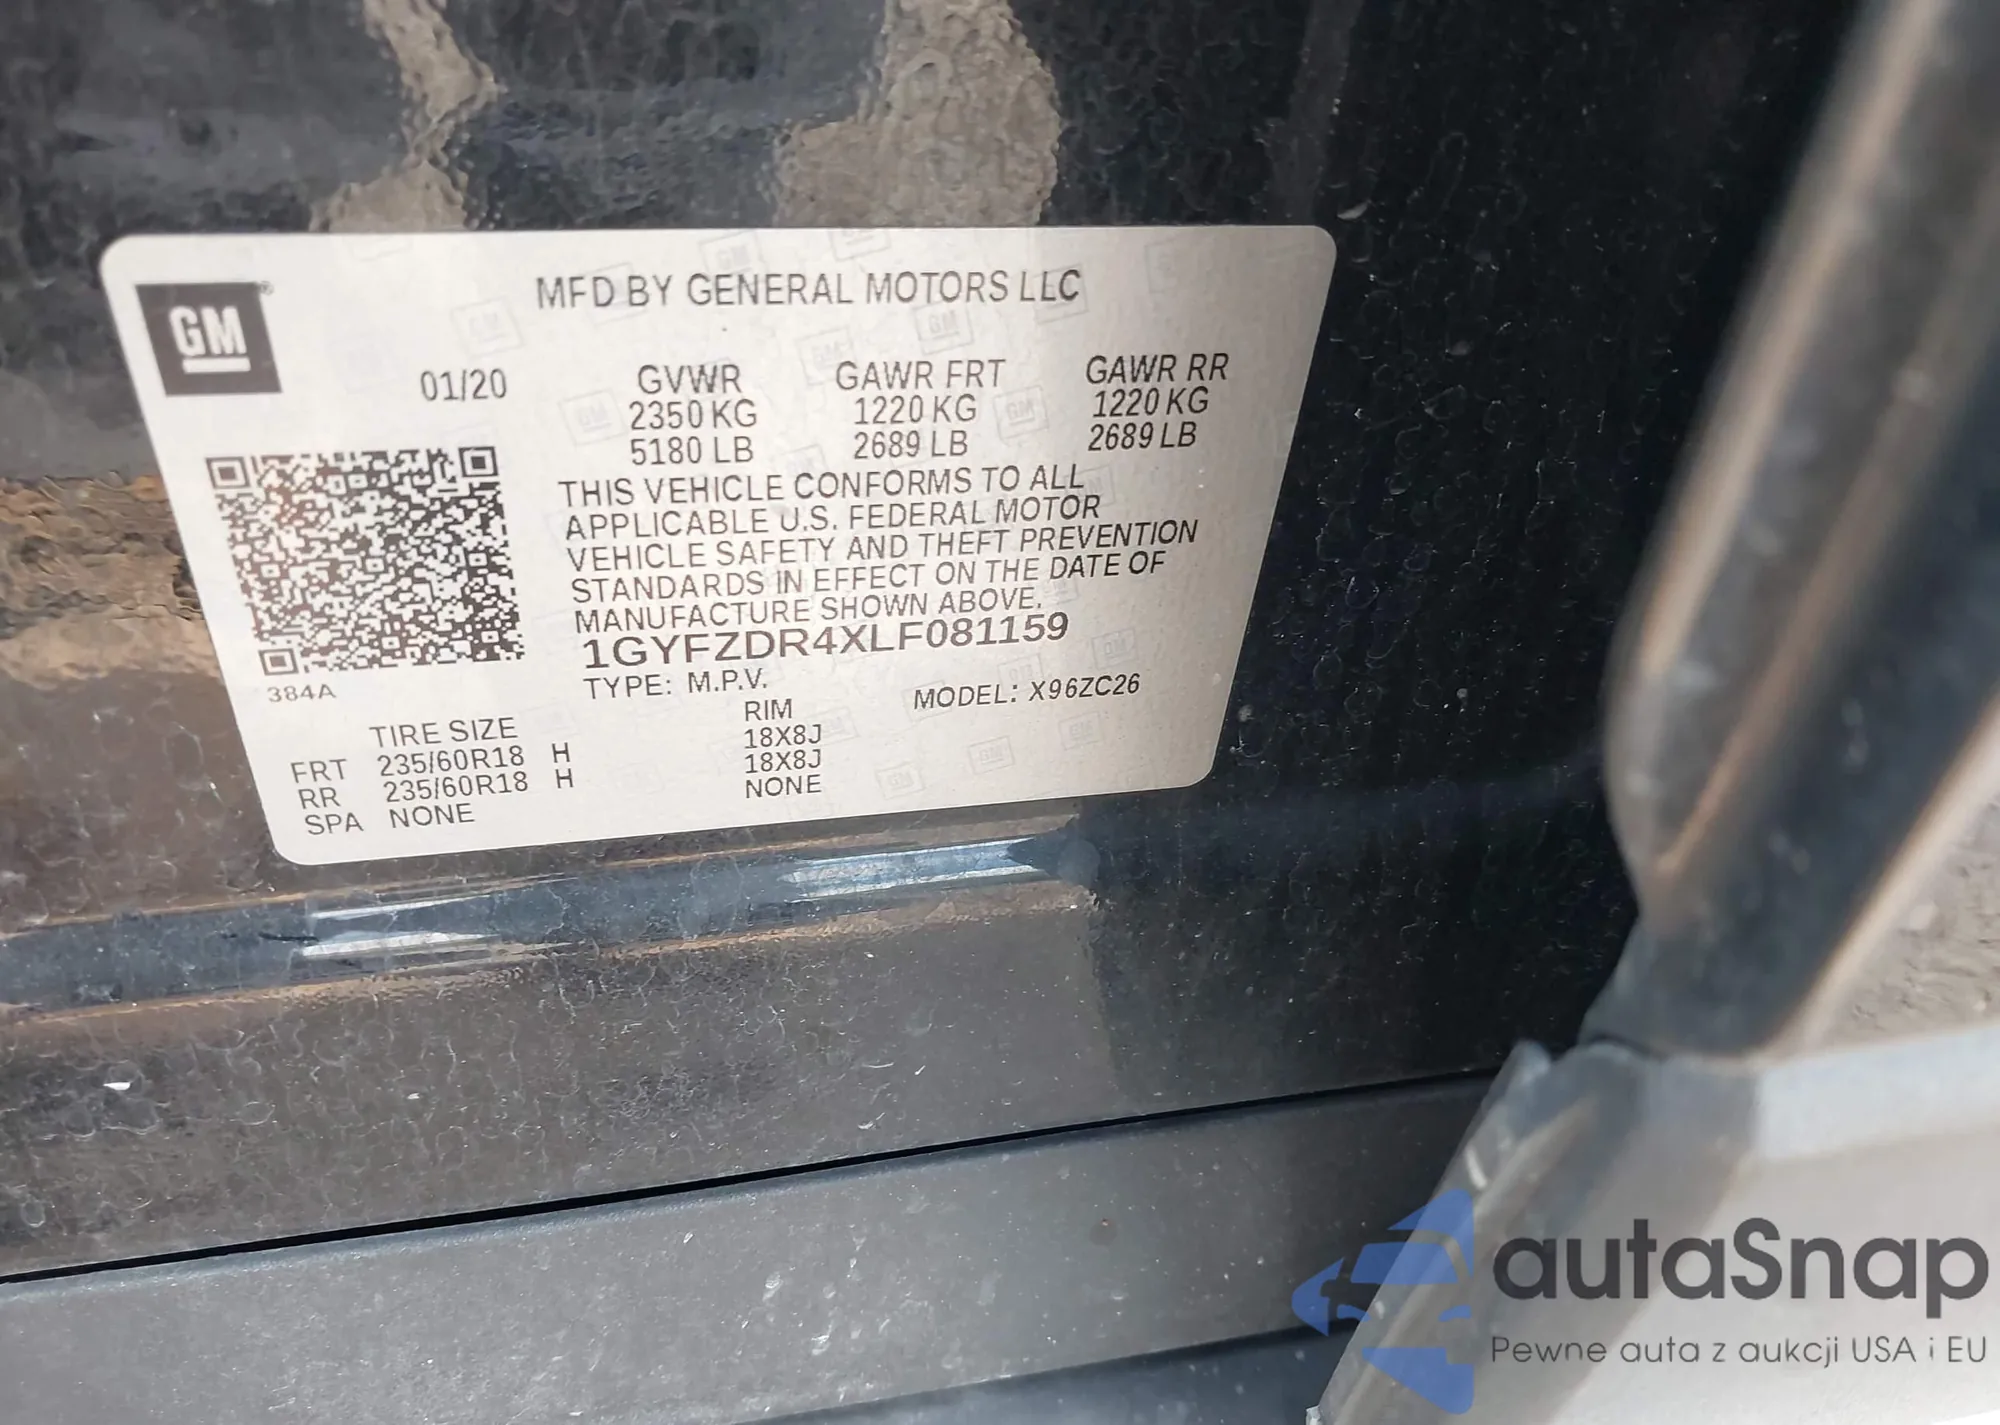 GM
MFD BY GENERAL MOTORS LLC
01/20
GVWR GAWR FRT GAWR RR
2350 KG 1220 KG 1220 KG
5180 LB 2689 LB 2689 LB
THIS VEHICLE CONFORMS TO ALL
APPLICABLE U.S. FEDERAL MOTOR
VEHICLE SAFETY AND THEFT PREVENTION
STANDARDS IN EFFECT ON THE DATE OF
MANUFACTURE SHOWN ABOVE.
1GYFZDR4XLF081159
TYPE: M.P.V. MODEL: X96ZC26
384A
TIRE SIZE RIM
FRT 235/60R18 H 18X8J
RR 235/60R18 H 18X8J
SPA NONE NONE
autaSnap
Pewne auta z aukcji USA i EU